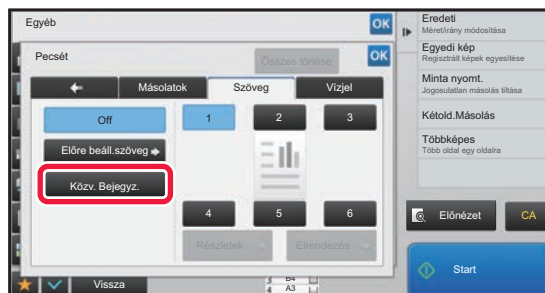 Egyéb
OK
Pecsét
Összes törlése
OK
Másolatok
Szöveg
Vízjel
Off
1
2
3
Előre beáll.szöveg
Közv. Bejegyz.
4
5
6
Részletek
Elrendezés
Vissza
B4
A3
Eredeti
Méret/irány módosítása
Egyedi kép
Regisztrált képek egyesítése
Minta nyomt.
Jogosulatlan másolás tiltása
Kétold.Másolás
Többképes
Több oldal egy oldalra
Előnézet
CA
Start